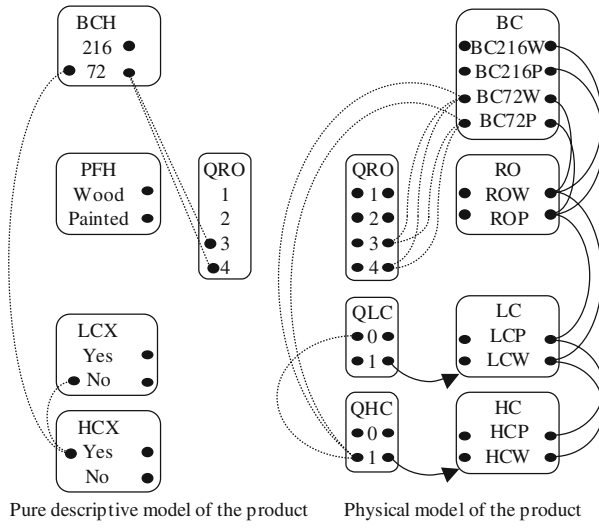 BCH
216
72
PFH
Wood
Painted
QRO
1
2
3
4
LCX
Yes
No
HCX
Yes
No
Pure descriptive model of the product
BC
BC216W
BC216P
BC72W
BC72P
QRO
1
2
3
4
RO
ROW
ROP
QLC
0
1
LC
LCP
LCW
QHC
0
1
HC
HCP
HCW
Physical model of the product